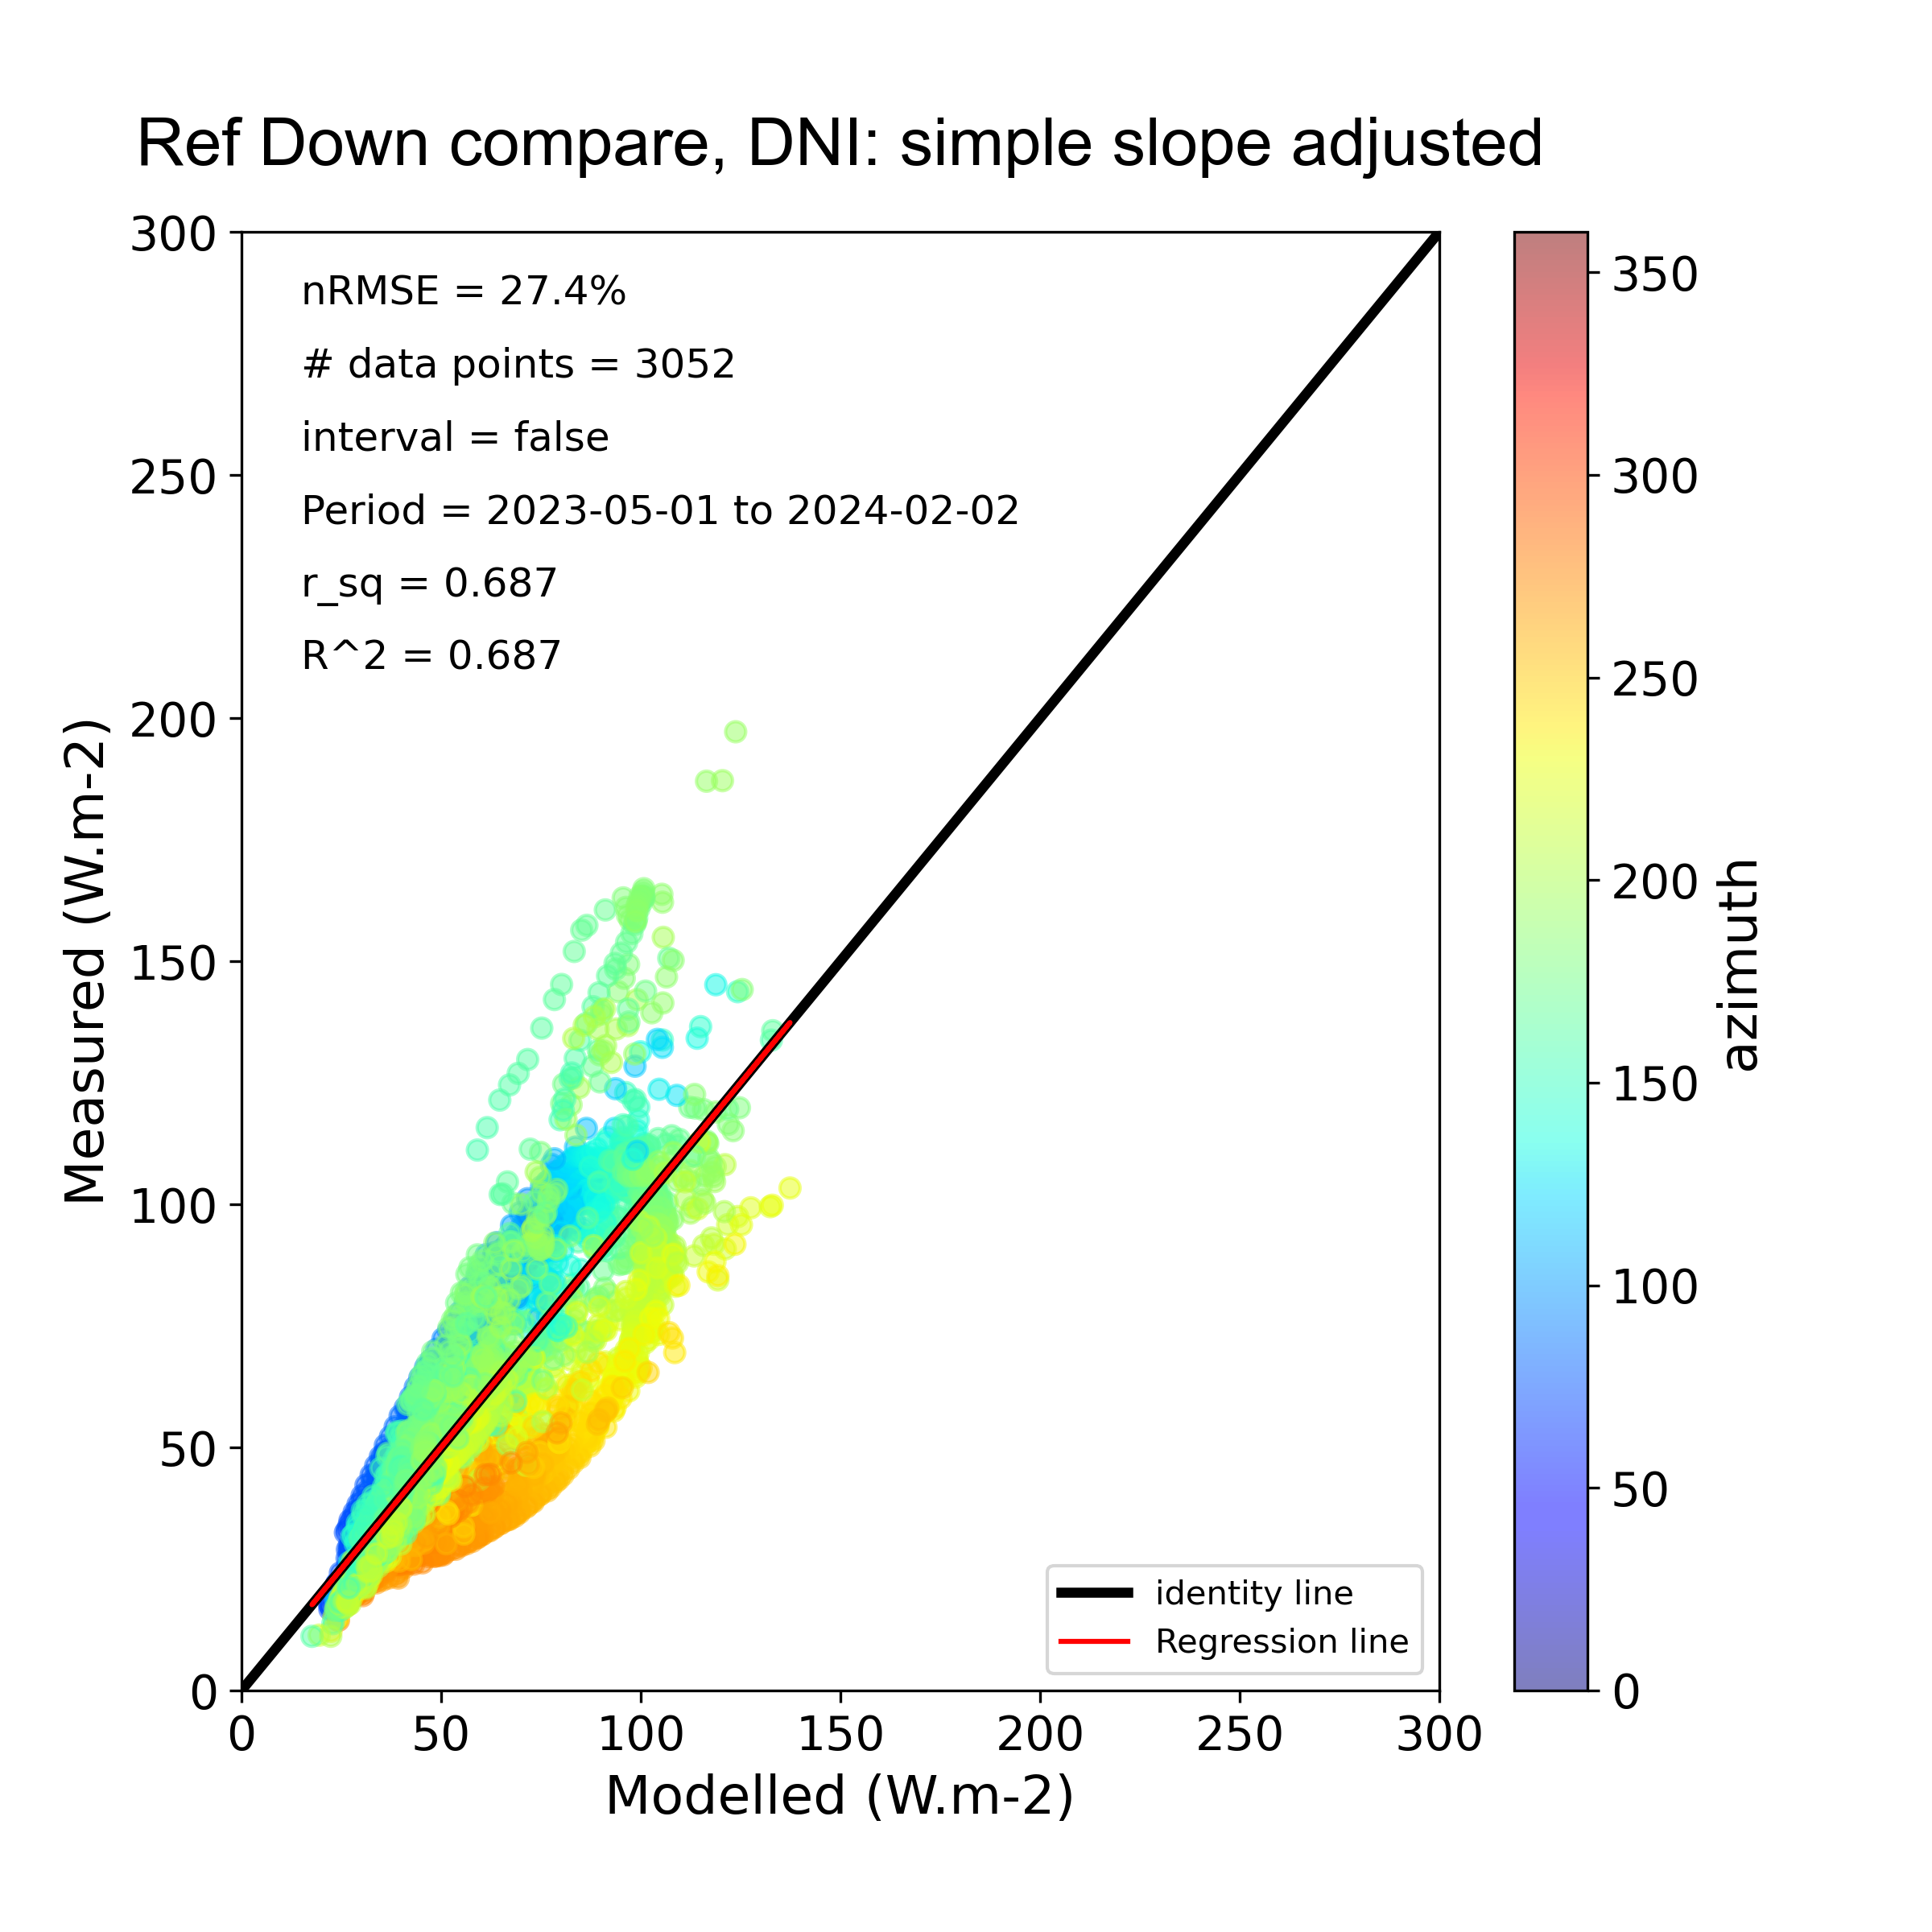 Ref Down compare, DNI: simple slope adjusted
nRMSE = 27.4%
# data points = 3052
interval = false
Period = 2023-05-01 to 2024-02-02
r_sq = 0.687
R^2 = 0.687
Measured (W.m-2)
300
250
200
150
100
50
0
0 50 100 150 200 250 300
Modelled (W.m-2)
identity line
Regression line
350
300
250
200
150
100
50
0
azimuth